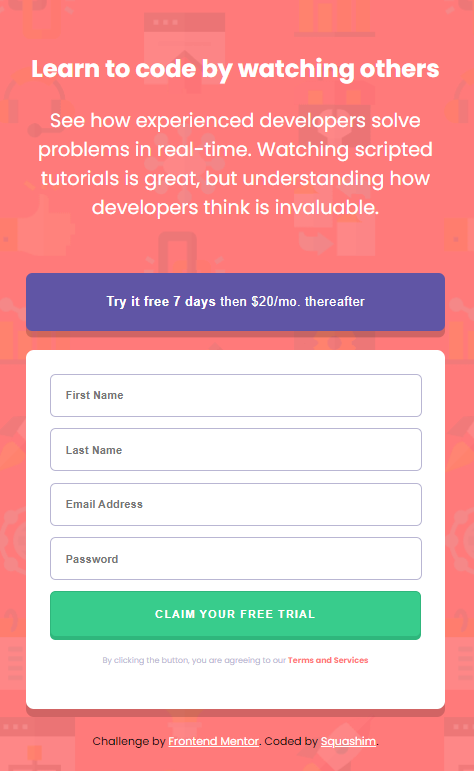 Learn to code by watching others
See how experienced developers solve
problems in real-time. Watching scripted
tutorials is great, but understanding how
developers think is invaluable.
Try it free 7 days then $20/mo. thereafter
First Name
Last Name
Email Address
Password
CLAIM YOUR FREE TRIAL
By clicking the button, you are agreeing to our Terms and Services
Challenge by Frontend Mentor. Coded by Squashim.